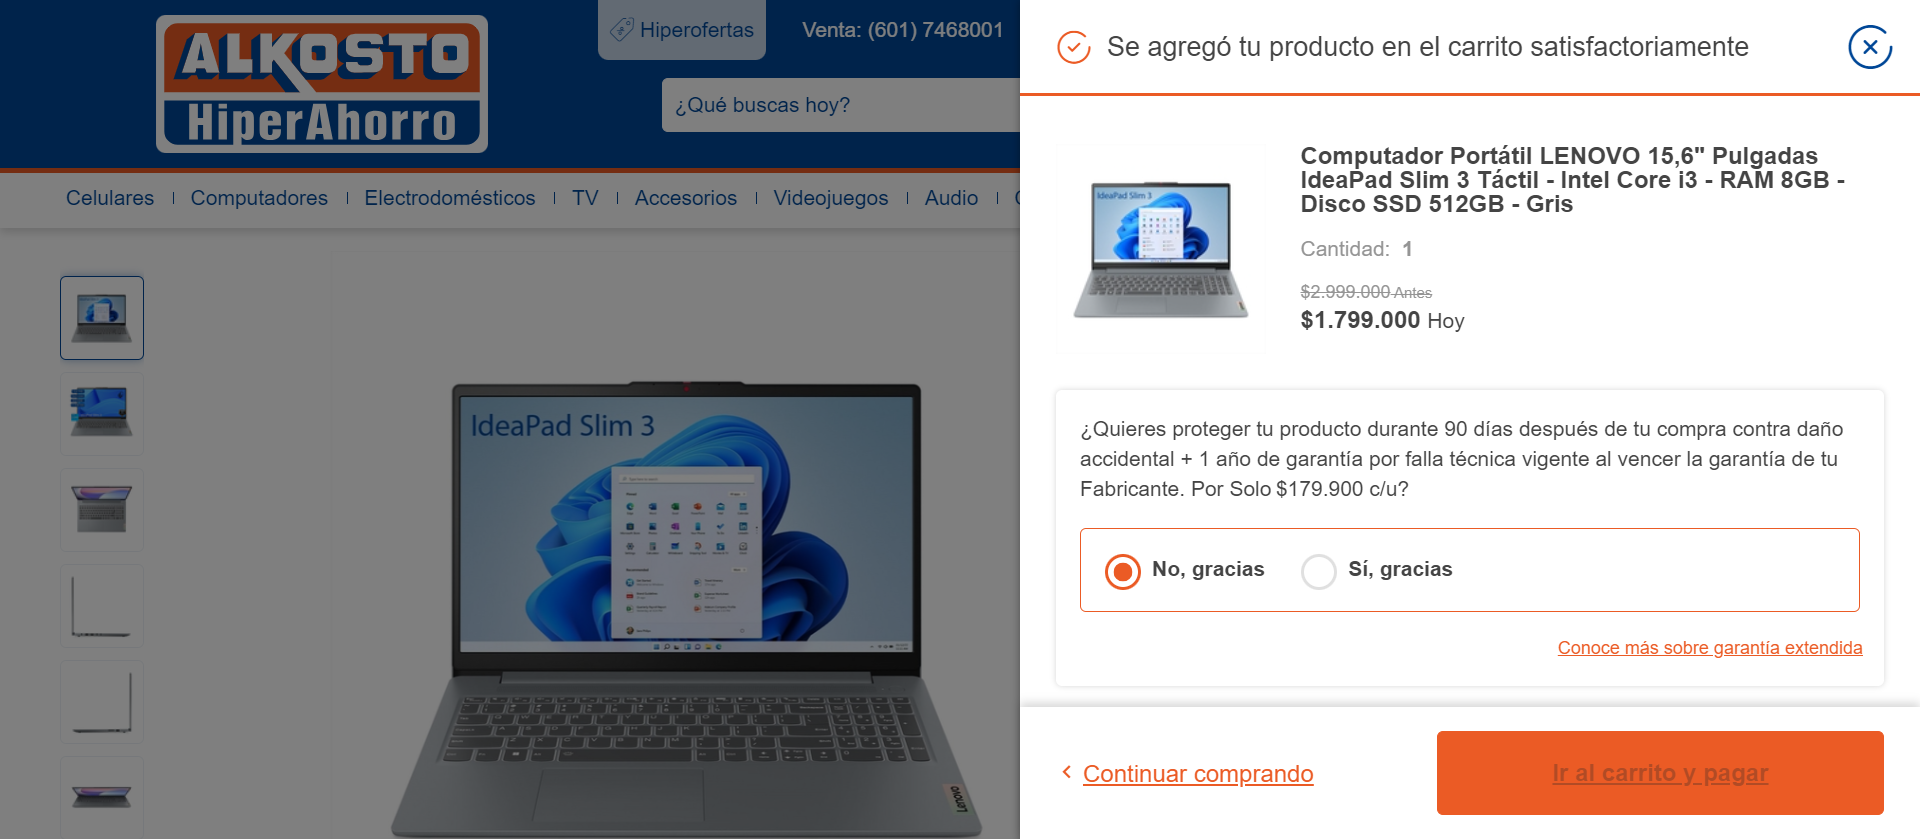 ALKOSTO
HiperAhorro
Hiperofertas
Venta: (601) 7468001
¿Qué buscas hoy?
Celulares
Computadores
Electrodomésticos
TV
Accesorios
Videojuegos
Audio
IdeaPad Slim 3
Lenovo
Se agregó tu producto en el carrito satisfactoriamente
IdeaPad Slim 3
Computador Portátil LENOVO 15,6" Pulgadas
IdeaPad Slim 3 Táctil - Intel Core i3 - RAM 8GB -
Disco SSD 512GB - Gris
Cantidad: 1
$2.999.000 Antes
$1.799.000 Hoy
¿Quieres proteger tu producto durante 90 días después de tu compra contra daño
accidental + 1 año de garantía por falla técnica vigente al vencer la garantía de tu
Fabricante. Por Solo $179.900 c/u?
No, gracias
Sí, gracias
Conoce más sobre garantía extendida
Continuar comprando
Ir al carrito y pagar